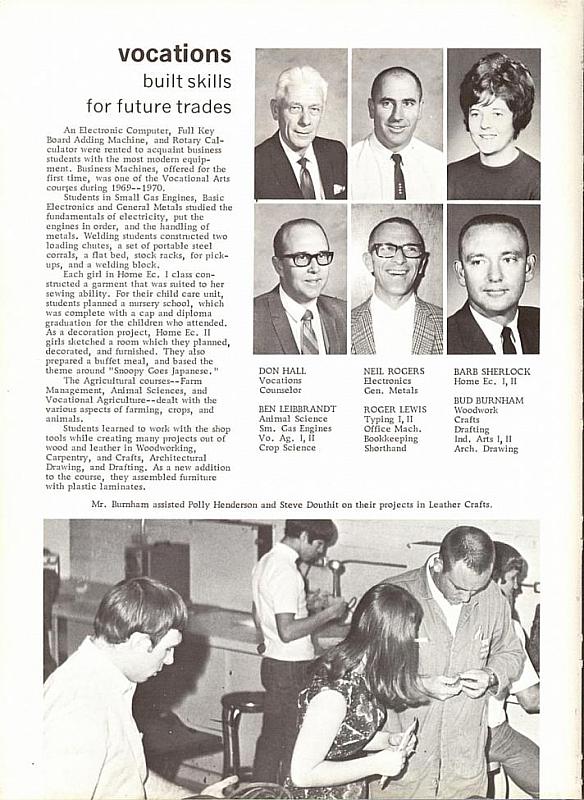 vocations
built skills
for future trades
An Electronic Computer, Full Key
Board Adding Machine, and Rotary Cal-
culator were rented to acquaint business
students with the most modern equip-
ment. Business Machines, offered for the
first time, was one of the Vocational Arts
courses during 1969--1970.
Students in Small Gas Engines, Basic
Electronics and General Metals studied the
fundamentals of electricity, put the
engines in order, and the handling of
metals. Welding students constructed two
loading chutes, a set of portable steel
corrals, a flat bed, stock racks, for pick-
ups, and a welding block.
Each girl in Home Ec. I class con-
structed a garment that was suited to her
sewing ability. For their child care unit,
students planned a nursery school, which
was complete with a cap and diploma
graduation for the children who attended.
As a decoration project, Home Ec. II
girls sketched a room which they planned,
decorated, and furnished. They also
prepared a buffet meal, and based the
theme around "Snoopy Goes Japanese."
The Agricultural courses--Farm
Management, Animal Sciences, and
Vocational Agriculture--dealt with the
various aspects of farming, crops, and
animals.
Students learned to work with the shop
tools while creating many projects out of
wood and leather in Woodworking,
Carpentry, and Crafts, Architectural
Drawing, and Drafting. As a new addition
to the course, they assembled furniture
with plastic laminates.
DON HALL
Vocations
Counselor
BEN LEIBBRANDT
Animal Science
Sm. Gas Engines
Vo. Ag. I, II
Crop Science
NEIL ROGERS
Electronics
Gen. Metals
ROGER LEWIS
Typing I, II
Office Mach.
Bookkeeping
Shorthand
BARB SHERLOCK
Home Ec. I, II
BUD BURNHAM
Woodwork
Crafts
Drafting
Ind. Arts I, II
Arch. Drawing
Mr. Burnham assisted Polly Henderson and Steve Douthit on their projects in Leather Crafts.